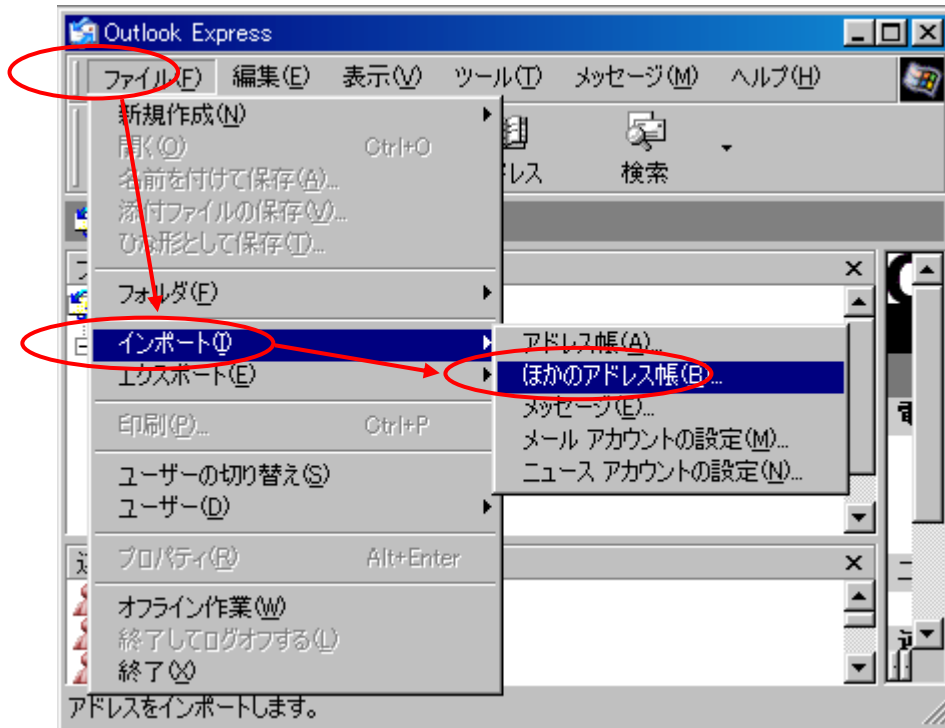 Outlook Express
ファイル(F) 編集(E) 表示(V) ツール(T) メッセージ(M) ヘルプ(H)
新規作成(N)
開く(O) Ctrl+O
名前を付けて保存(A)...
添付ファイルの保存(V)...
ひな形として保存(T)...
フォルダ(F)
インポート(I)
エクスポート(E)
印刷(P)... Ctrl+P
ユーザーの切り替え(S)
ユーザー(D)
プロパティ(R) Alt+Enter
オフライン作業(W)
終了してログオフする(L)
終了(X)
ドレス 検索
アドレス帳(A)...
ほかのアドレス帳(B)...
メッセージ(E)...
メール アカウントの設定(M)...
ニュース アカウントの設定(N)...
アドレスをインポートします。